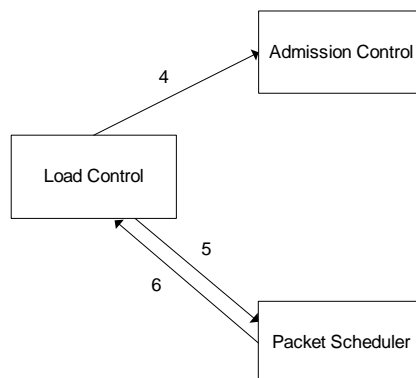 Admission Control
4
Load Control
5
6
Packet Scheduler